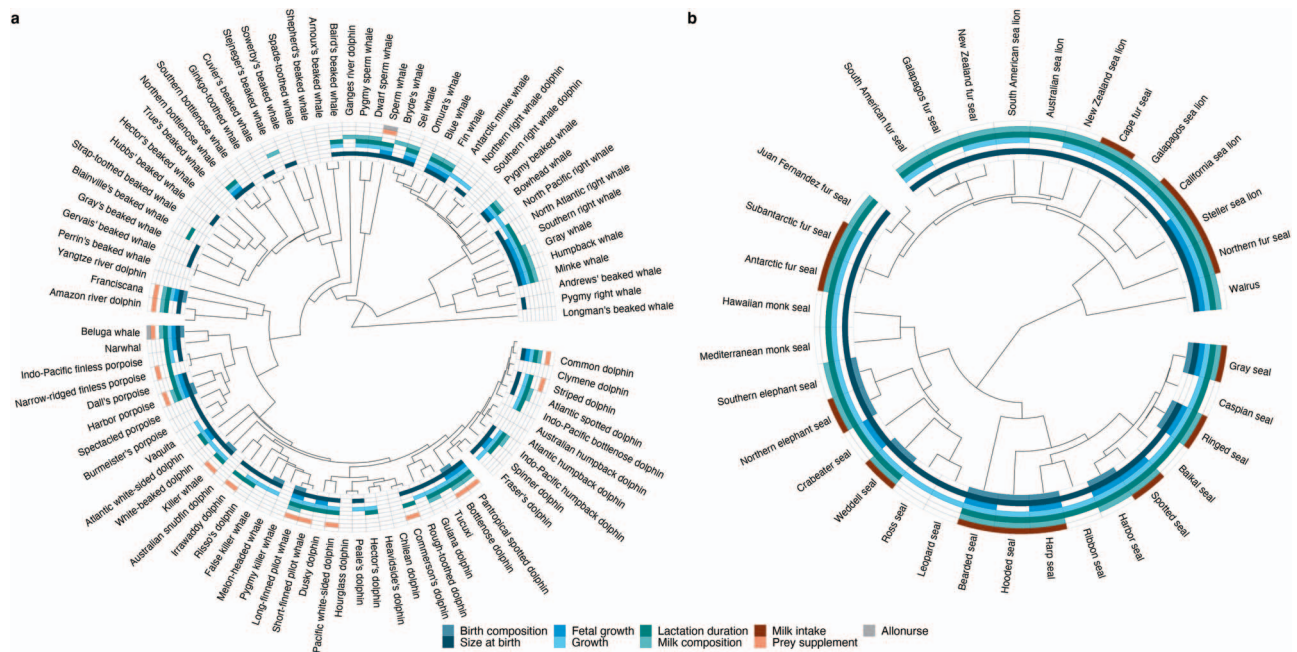 a
Longman's beaked whale
Pygmy right whale
Andrews' beaked whale
Minke whale
Humpback whale
Gray whale
Southern right whale
North Atlantic right whale
North Pacific right whale
Bowhead whale
Pygmy beaked whale
Southern right whale dolphin
Northern right whale dolphin
Antarctic minke whale
Fin whale
Blue whale
Omura's whale
Sei whale
Bryde's whale
Sperm whale
Dwarf sperm whale
Pygmy sperm whale
Ganges river dolphin
Baird's beaked whale
Arnoux's beaked whale
Shepherd's beaked whale
Spade-toothed whale
Sowerby's beaked whale
Stejneger's beaked whale
Cuvier's beaked whale
Ginkgo-toothed whale
Southern bottlenose whale
Northern bottlenose whale
True's beaked whale
Hector's beaked whale
Hubbs' beaked whale
Strap-toothed beaked whale
Blainville's beaked whale
Gray's beaked whale
Gervais' beaked whale
Perrin's beaked whale
Yangtze river dolphin
Franciscana
Amazon river dolphin
Beluga whale
Narwhal
Indo-Pacific finless porpoise
Narrow-ridged finless porpoise
Dall's porpoise
Harbor porpoise
Spectacled porpoise
Burmeister's porpoise
Vaquita
Atlantic white-sided dolphin
White-beaked dolphin
Killer whale
Australian snubfin dolphin
Irrawaddy dolphin
Risso's dolphin
False killer whale
Melon-headed whale
Pygmy killer whale
Long-finned pilot whale
Short-finned pilot whale
Dusky dolphin
Pacific white-sided dolphin
Hourglass dolphin
Peale's dolphin
Hector's dolphin
Heaviside's dolphin
Chilean dolphin
Commerson's dolphin
Rough-toothed dolphin
Guiana dolphin
Tucuxi
Bottlenose dolphin
Pantropical spotted dolphin
Fraser's dolphin
Spinner dolphin
Indo-Pacific humpback dolphin
Atlantic humpback dolphin
Australian humpback dolphin
Indo-Pacific bottlenose dolphin
Atlantic spotted dolphin
Striped dolphin
Clymene dolphin
Common dolphin
b
Walrus
Northern fur seal
Steller sea lion
California sea lion
Galapagos sea lion
Cape fur seal
New Zealand sea lion
Australian sea lion
South American sea lion
New Zealand fur seal
Galapagos fur seal
South American fur seal
Juan Fernandez fur seal
Subantarctic fur seal
Antarctic fur seal
Hawaiian monk seal
Mediterranean monk seal
Southern elephant seal
Northern elephant seal
Crabeater seal
Weddell seal
Ross seal
Leopard seal
Bearded seal
Hooded seal
Harp seal
Ribbon seal
Harbor seal
Spotted seal
Baikal seal
Ringed seal
Caspian seal
Gray seal
Birth composition
Size at birth
Fetal growth
Growth
Lactation duration
Milk composition
Milk intake
Prey supplement
Allonurse